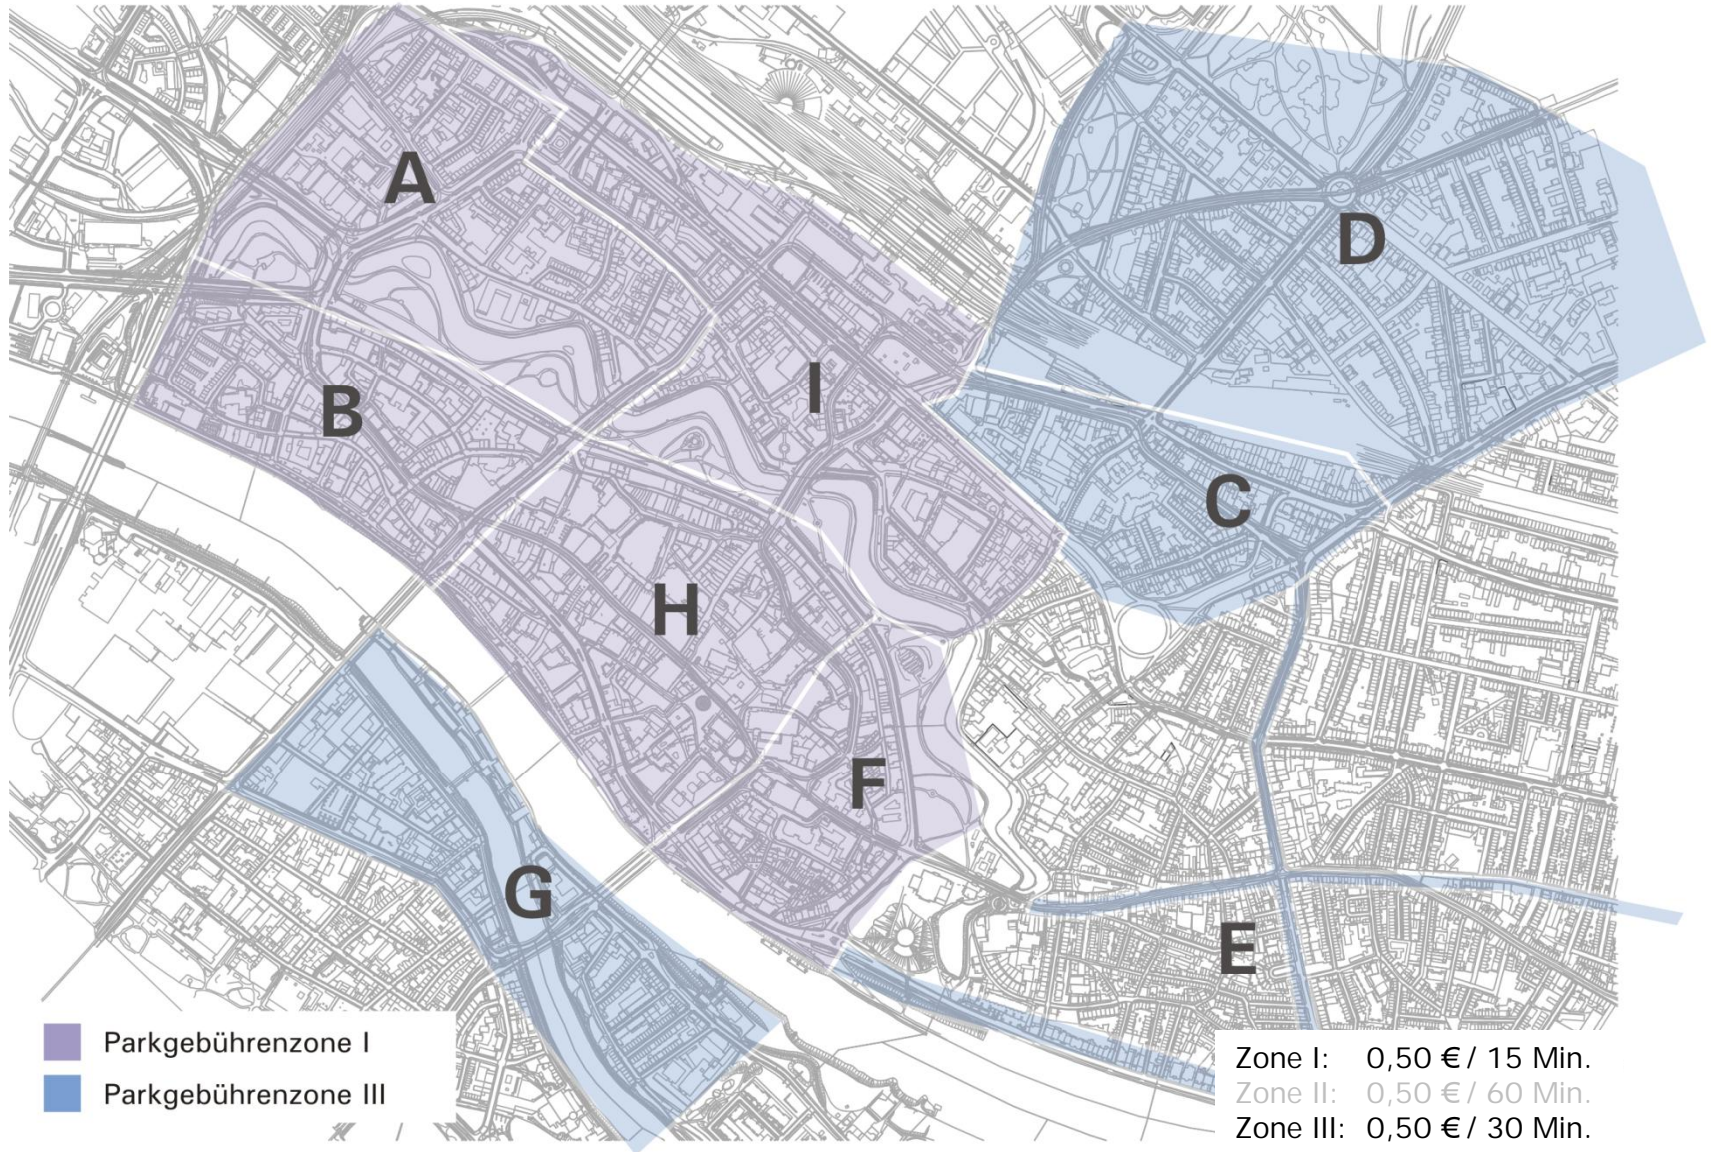 A
D
I
B
C
H
F
G
E
Parkgebührenzone I
Parkgebührenzone III
Zone I: 0,50 € / 15 Min.
Zone II: 0,50 € / 60 Min.
Zone III: 0,50 € / 30 Min.